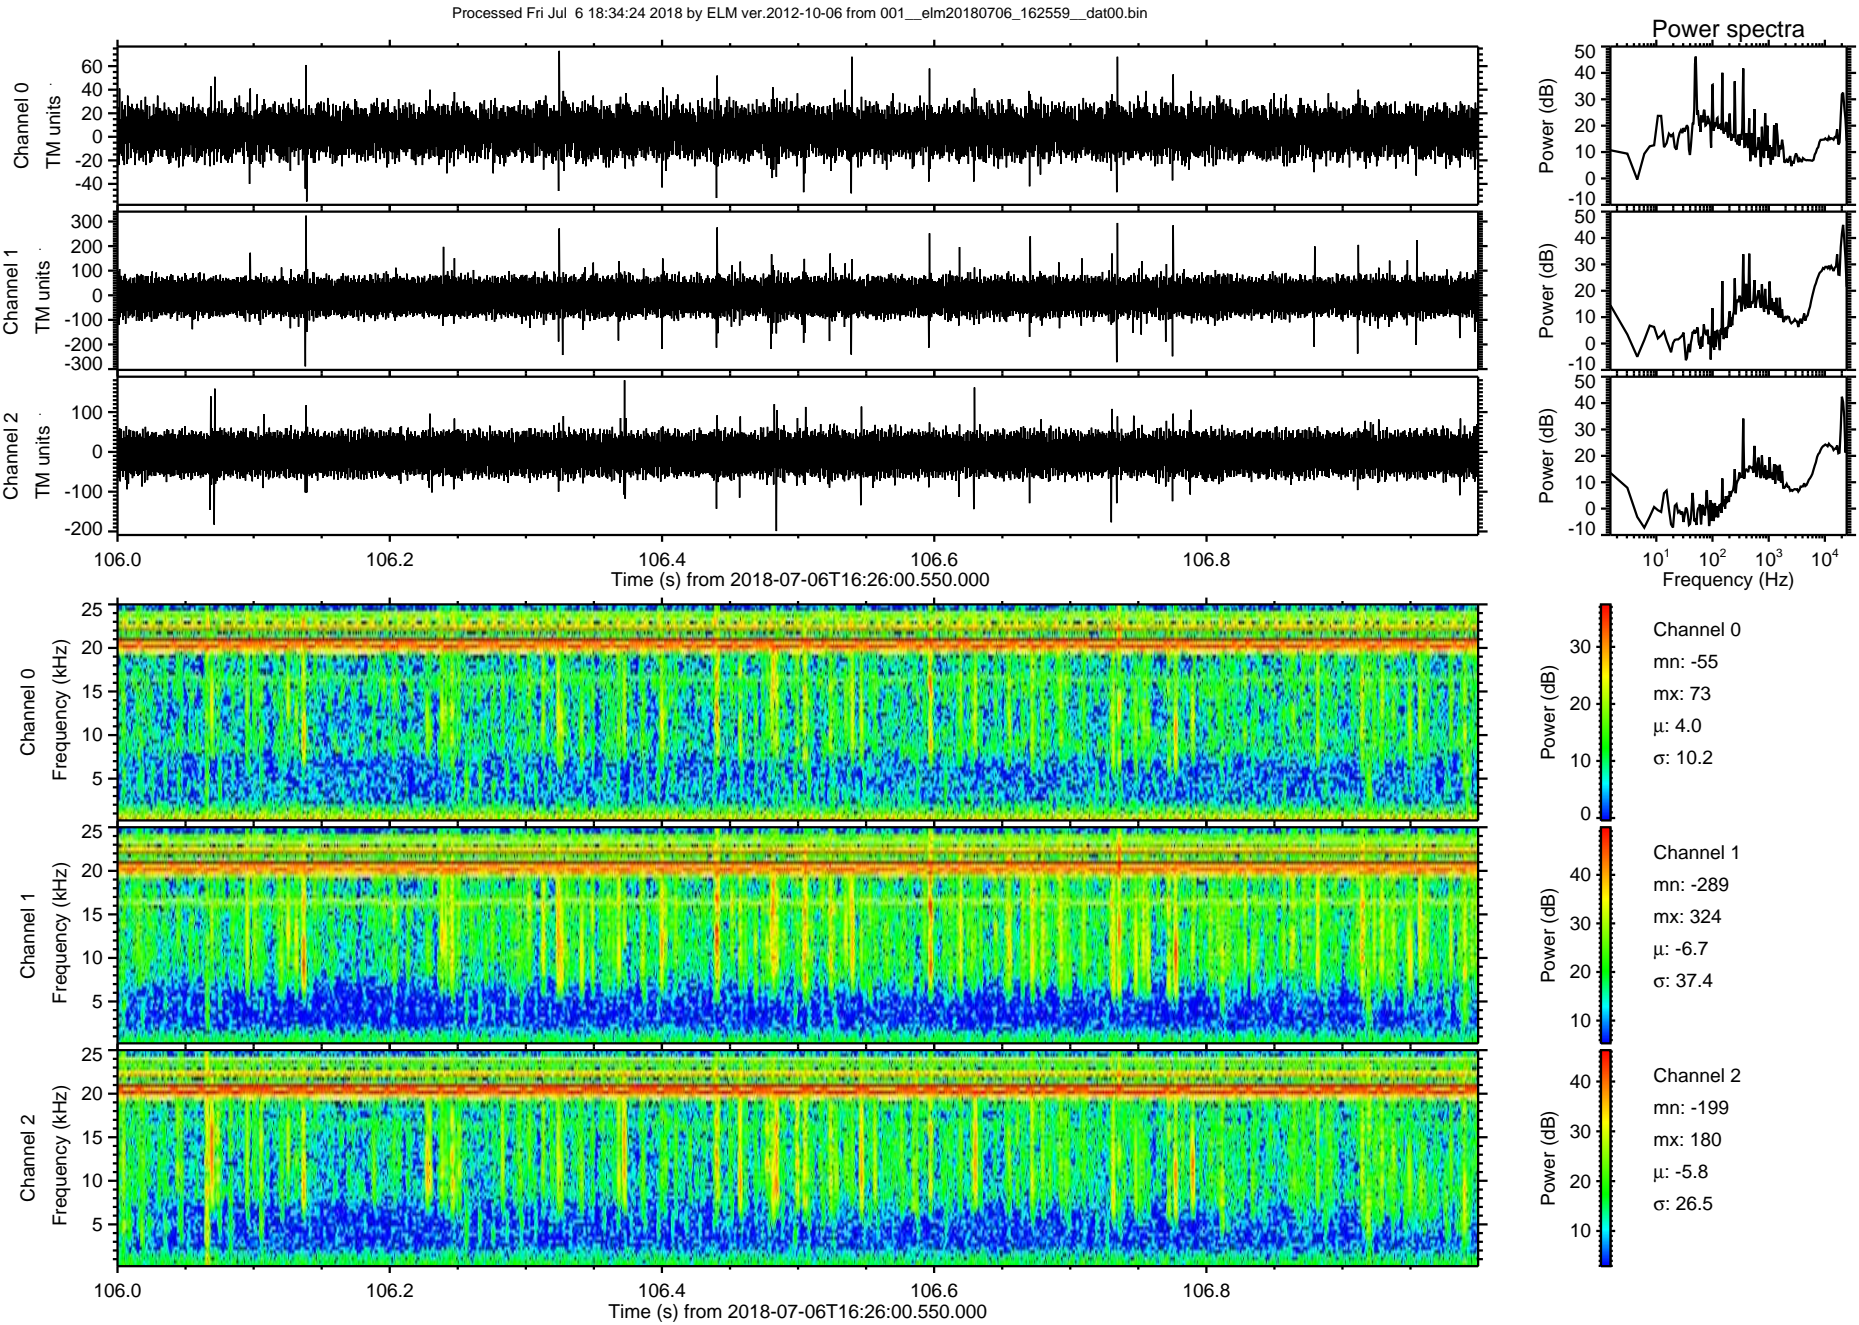 Processed Fri Jul  6 18:34:24 2018 by ELM ver.2012-10-06 from 001__elm20180706_162559__dat00.bin
Power spectra
Channel 0
TM units
60
40
20
0
-20
-40
Power (dB)
50
40
30
20
10
0
-10
Channel 1
TM units
300
200
100
0
-100
-200
-300
Power (dB)
50
40
30
20
10
0
-10
Channel 2
TM units
100
0
-100
-200
Power (dB)
50
40
30
20
10
0
-10
106.0 106.2 106.4 106.6 106.8
Time (s) from 2018-07-06T16:26:00.550.000
10¹ 10² 10³ 10⁴
Frequency (Hz)
Channel 0
Frequency (kHz)
25
20
15
10
5
Power (dB)
30
20
10
0
Channel 0
mn: -55
mx: 73
μ: 4.0
σ: 10.2
Channel 1
Frequency (kHz)
25
20
15
10
5
Power (dB)
40
30
20
10
Channel 1
mn: -289
mx: 324
μ: -6.7
σ: 37.4
Channel 2
Frequency (kHz)
25
20
15
10
5
Power (dB)
40
30
20
10
Channel 2
mn: -199
mx: 180
μ: -5.8
σ: 26.5
106.0 106.2 106.4 106.6 106.8
Time (s) from 2018-07-06T16:26:00.550.000